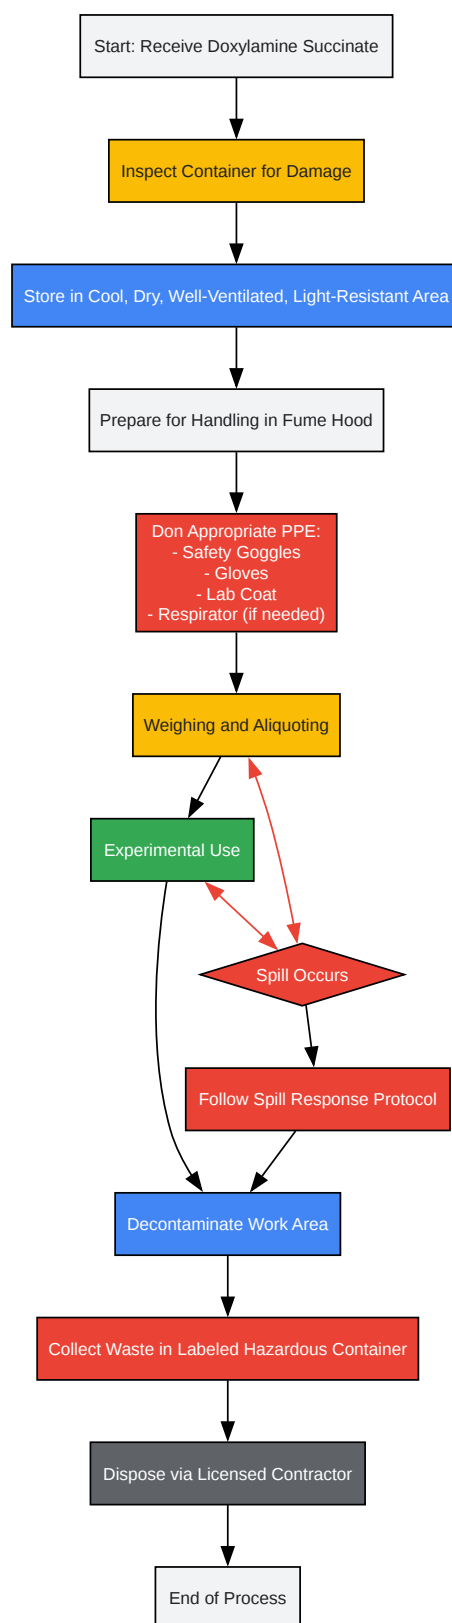 Start: Receive Doxylamine Succinate
Inspect Container for Damage
Store in Cool, Dry, Well-Ventilated, Light-Resistant Area
Prepare for Handling in Fume Hood
Don Appropriate PPE:
- Safety Goggles
- Gloves
- Lab Coat
- Respirator (if needed)
Weighing and Aliquoting
Experimental Use
Spill Occurs
Follow Spill Response Protocol
Decontaminate Work Area
Collect Waste in Labeled Hazardous Container
Dispose via Licensed Contractor
End of Process